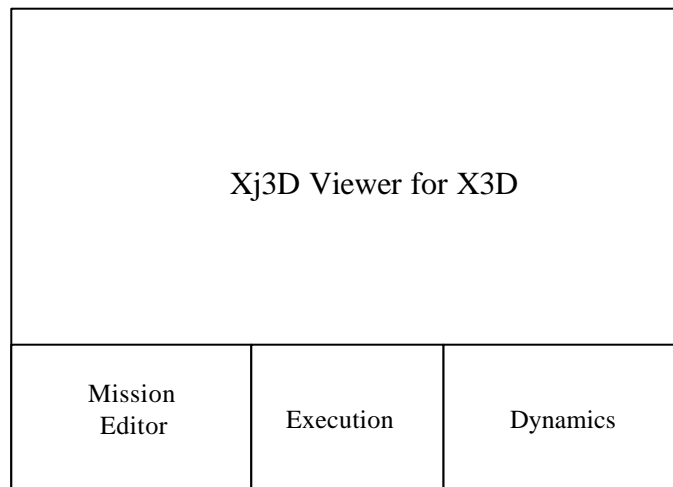 Xj3D Viewer for X3D
Mission
Editor
Execution
Dynamics